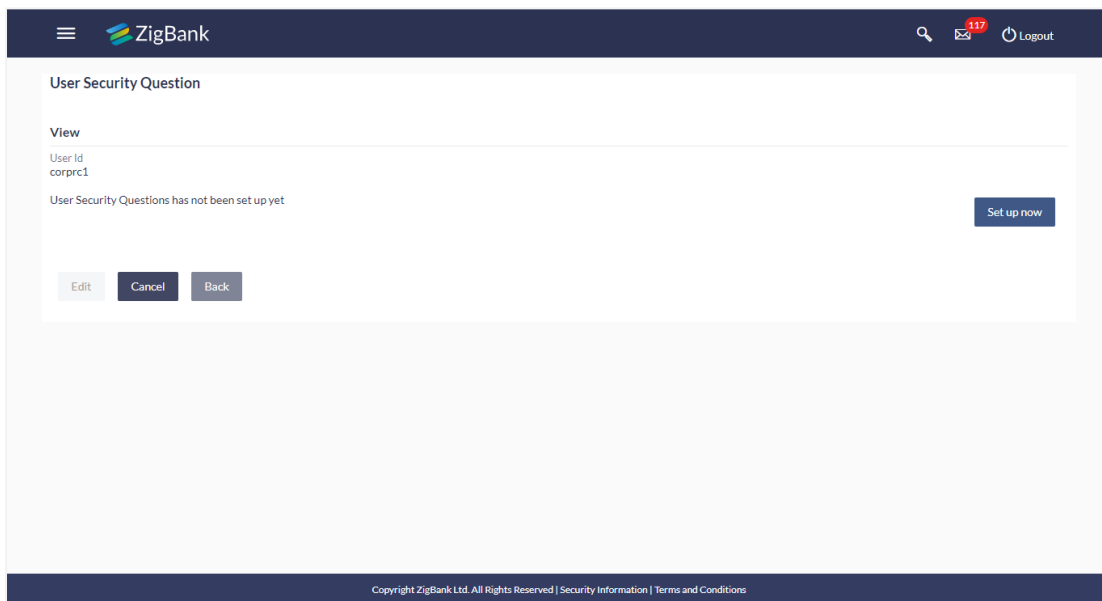 ZigBank
117
Logout
User Security Question
View
User Id
corprc1
User Security Questions has not been set up yet
Set up now
Edit
Cancel
Back
Copyright ZigBank Ltd. All Rights Reserved | Security Information | Terms and Conditions